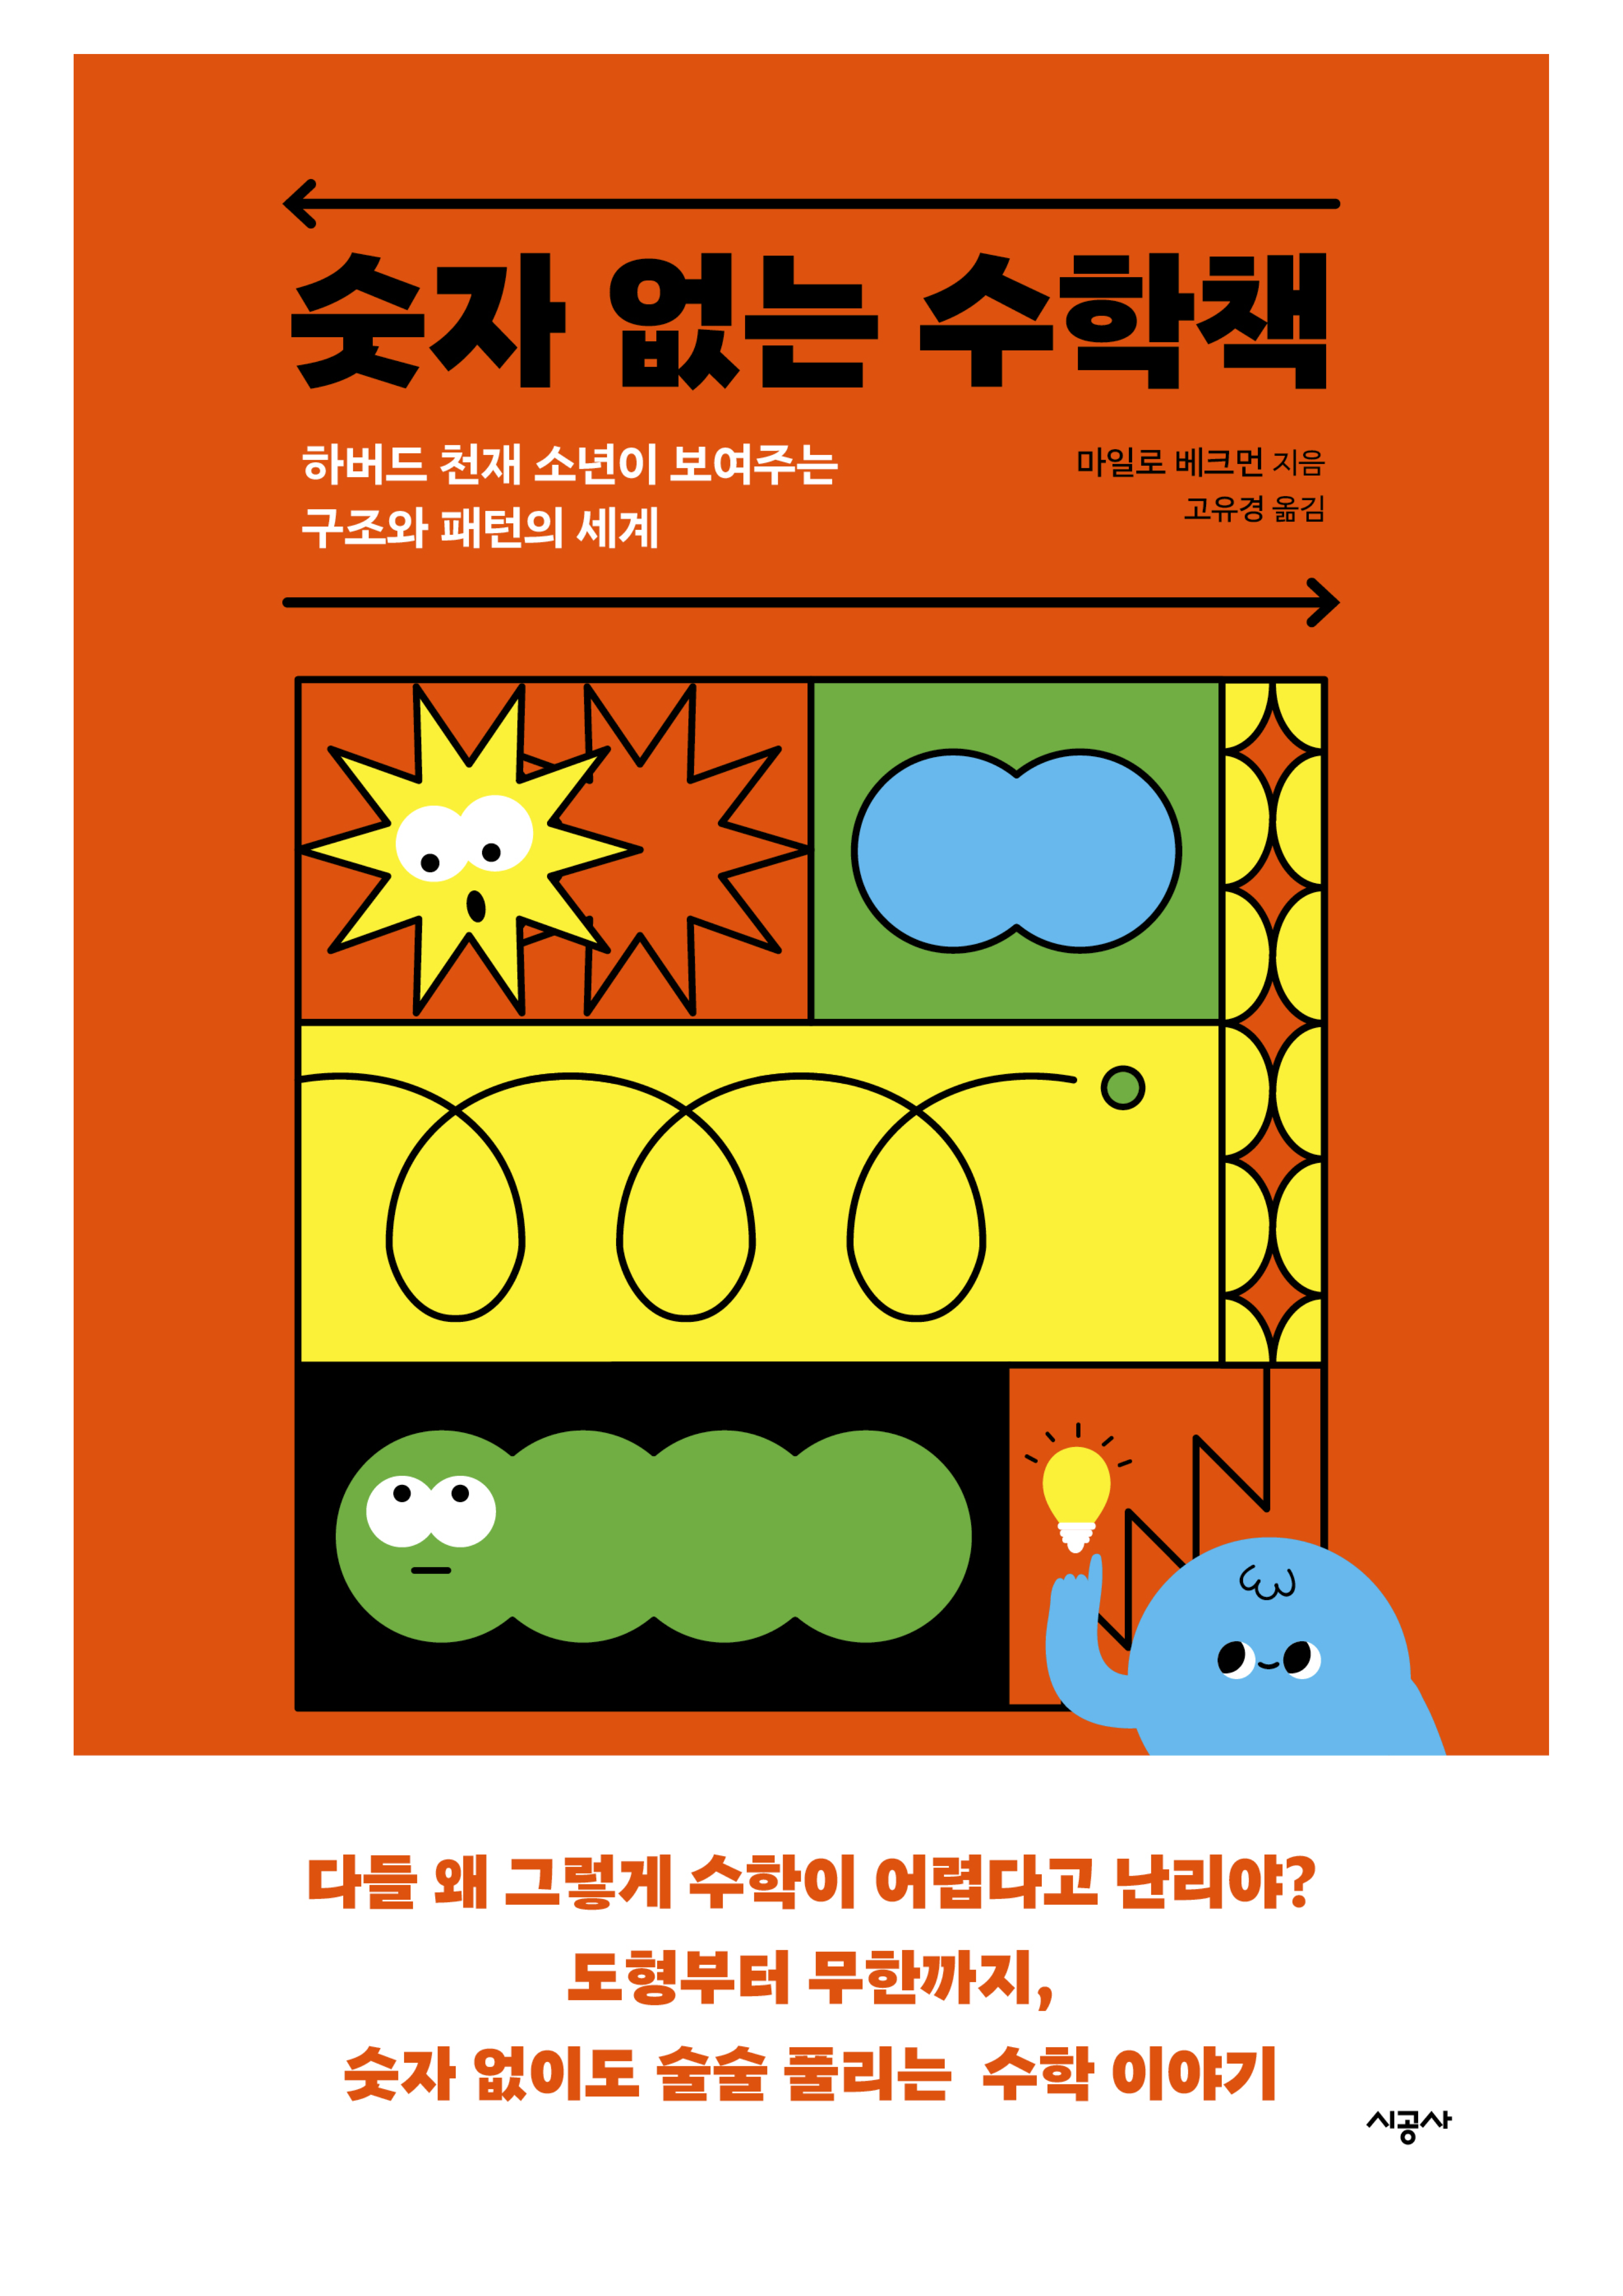 숫자 없는 수학책
하버드 천재 소년이 보여주는
구조와 패턴의 세계
마일로 베크먼 지음
고유경 옮김
다들 왜 그렇게 수학이 어렵다고 난리야?
도형부터 무한까지,
숫자 없이도 술술 풀리는 수학 이야기
시공사